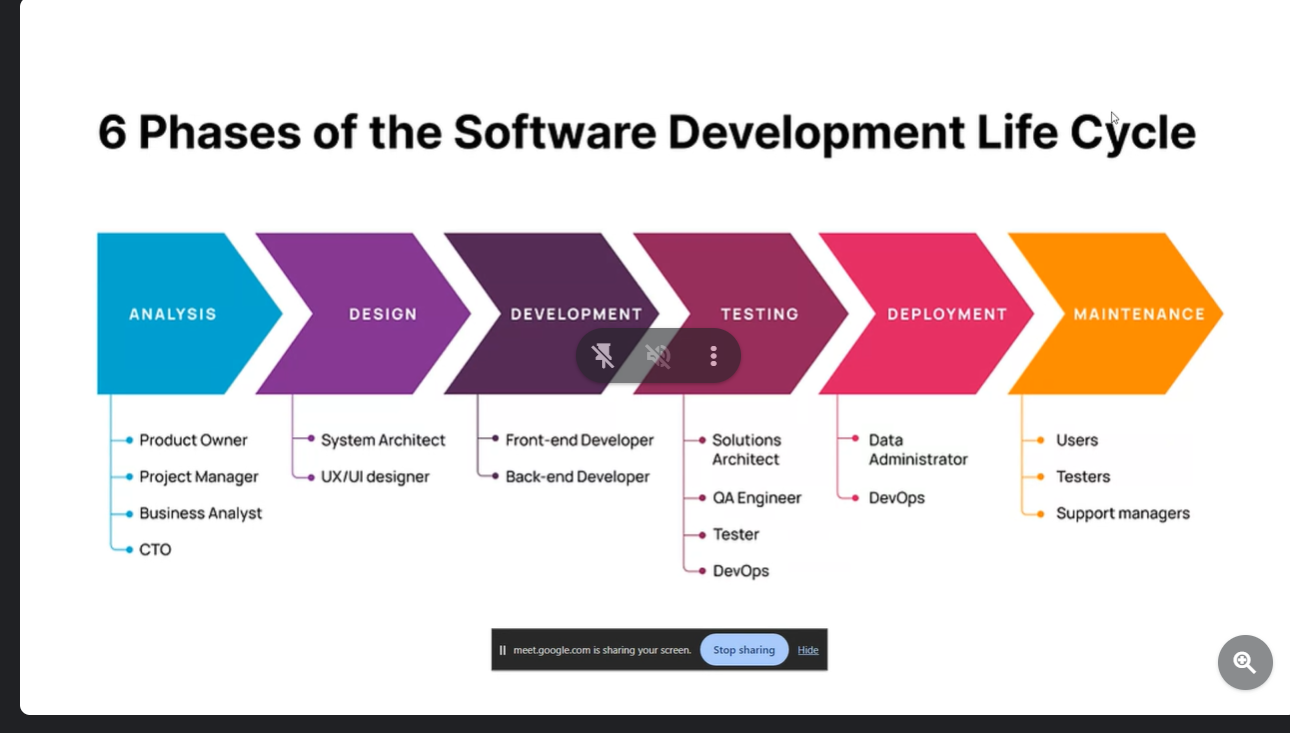 6 Phases of the Software Development Life Cycle
ANALYSIS
DESIGN
DEVELOPMENT
TESTING
DEPLOYMENT
MAINTENANCE
Product Owner
Project Manager
Business Analyst
CTO
System Architect
UX/UI designer
Front-end Developer
Back-end Developer
Solutions
Architect
QA Engineer
Tester
DevOps
Data
Administrator
DevOps
Users
Testers
Support managers
meet.google.com is sharing your screen.
Stop sharing
Hide